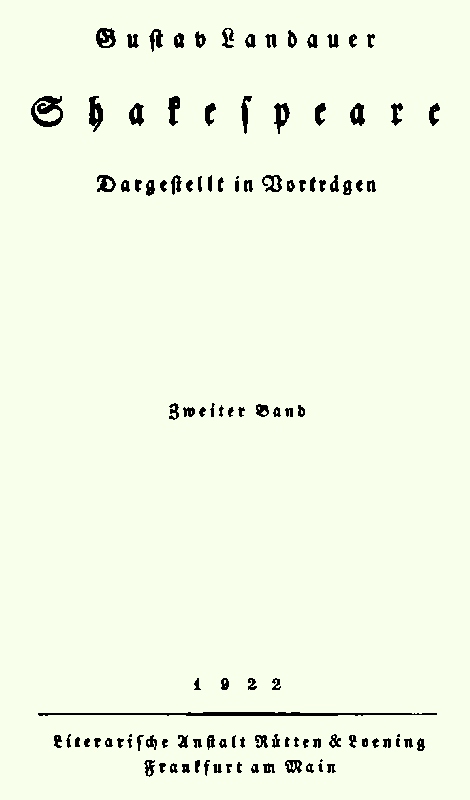 Gustav Landauer
Shakespeare
Dargestellt in Vorträgen
Zweiter Band
1922
Literarische Anstalt Rütten & Loening
Frankfurt am Main